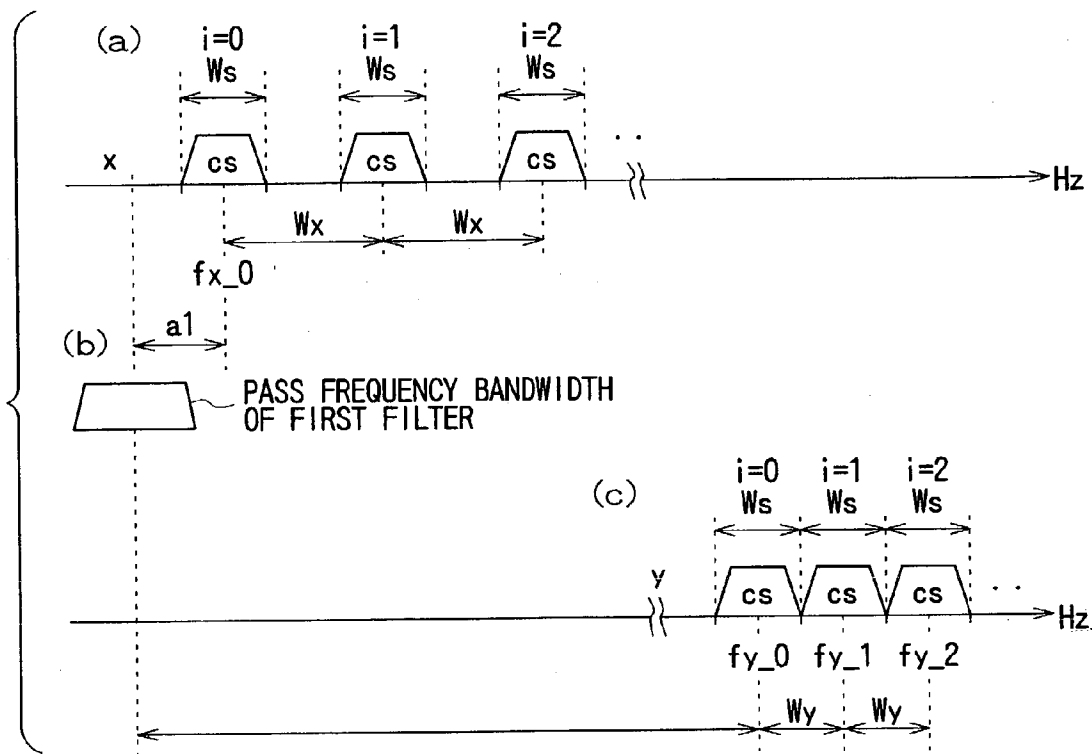 (a)
i=0 i=1 i=2
Ws Ws Ws
x cs cs cs ..
Hz
Wx Wx
fx_0
a1
(b)
PASS FREQUENCY BANDWIDTH
OF FIRST FILTER
(c)
i=0 i=1 i=2
Ws Ws Ws
y cs cs cs ..
Hz
fy_0 fy_1 fy_2
Wy Wy